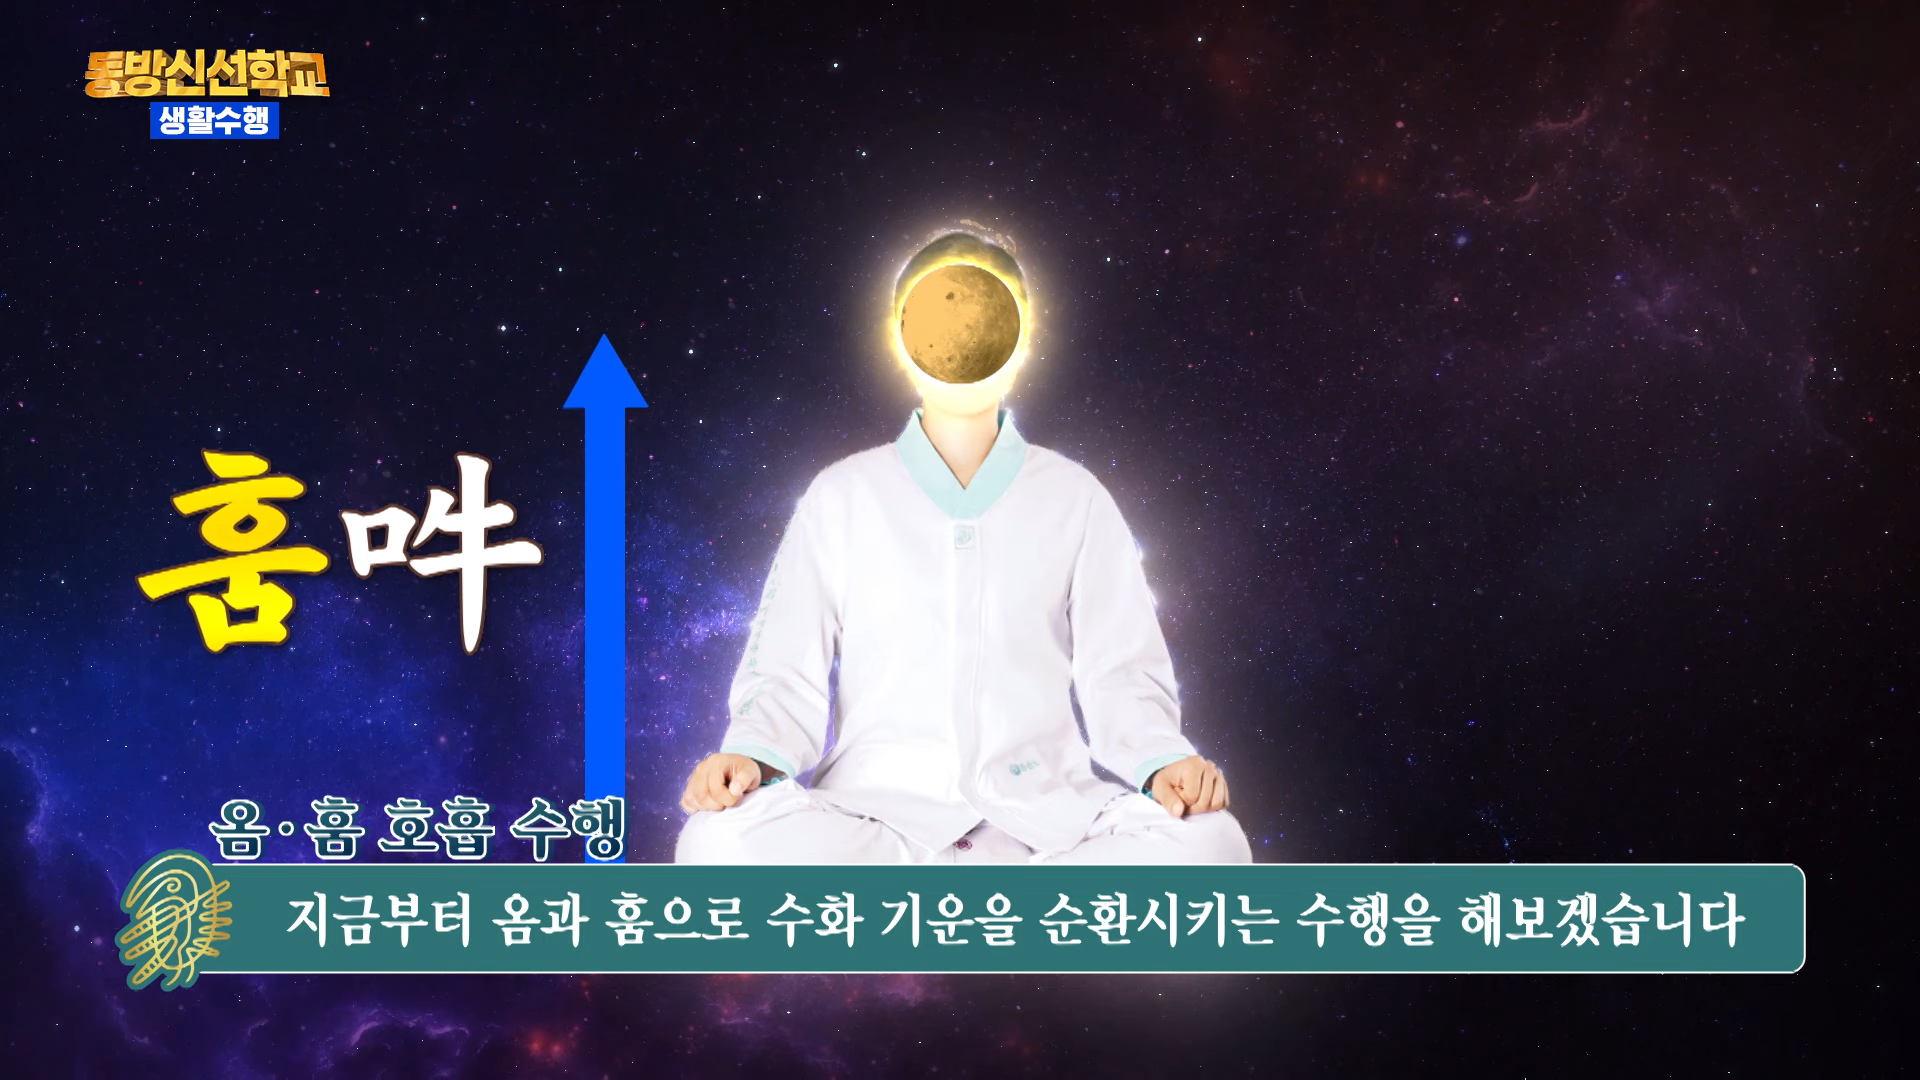 동방신선학교
생활수행
훔吽
옴·훔 호흡 수행
지금부터 옴과 훔으로 수화 기운을 순환시키는 수행을 해보겠습니다